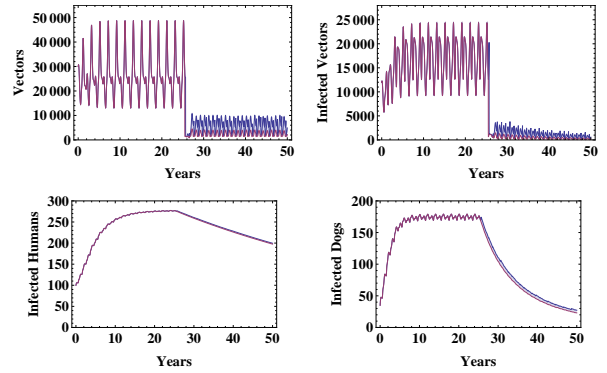 Vectors
50 000
40 000
30 000
20 000
10 000
0
0 10 20 30 40 50
Years
Infected Vectors
25 000
20 000
15 000
10 000
5000
0
0 10 20 30 40 50
Years
Infected Humans
300
250
200
150
100
50
0
0 10 20 30 40 50
Years
Infected Dogs
200
150
100
50
0
0 10 20 30 40 50
Years